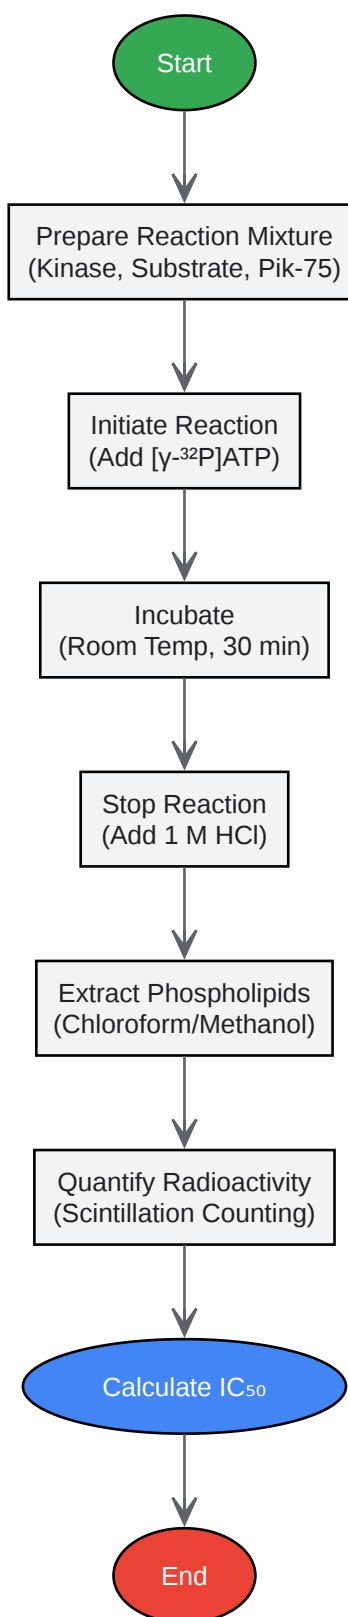 Start
Prepare Reaction Mixture
(Kinase, Substrate, Pik-75)
Initiate Reaction
(Add [γ-³²P]ATP)
Incubate
(Room Temp, 30 min)
Stop Reaction
(Add 1 M HCl)
Extract Phospholipids
(Chloroform/Methanol)
Quantify Radioactivity
(Scintillation Counting)
Calculate IC₅₀
End